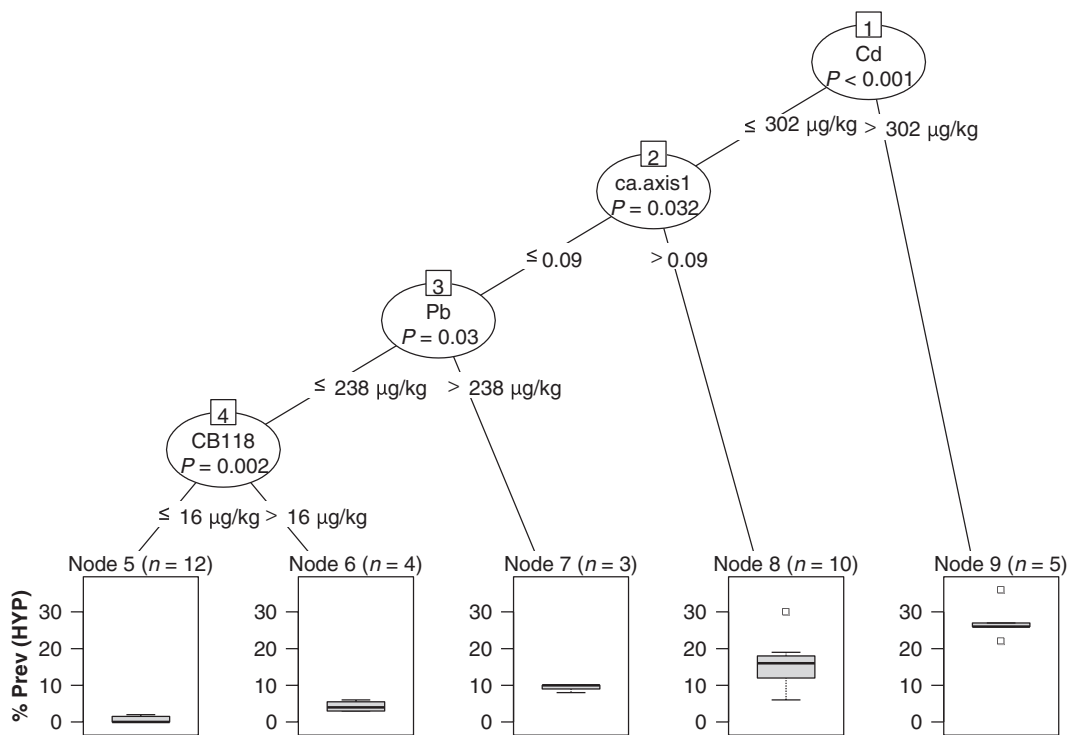 1
Cd
P < 0.001
≤ 302 µg/kg > 302 µg/kg
2
ca.axis1
P = 0.032
≤ 0.09 > 0.09
3
Pb
P = 0.03
≤ 238 µg/kg > 238 µg/kg
4
CB118
P = 0.002
≤ 16 µg/kg > 16 µg/kg
Node 5 (n = 12) Node 6 (n = 4) Node 7 (n = 3) Node 8 (n = 10) Node 9 (n = 5)
% Prev (HYP)
30 30 30 30 30
20 20 20 20 20
10 10 10 10 10
0 0 0 0 0